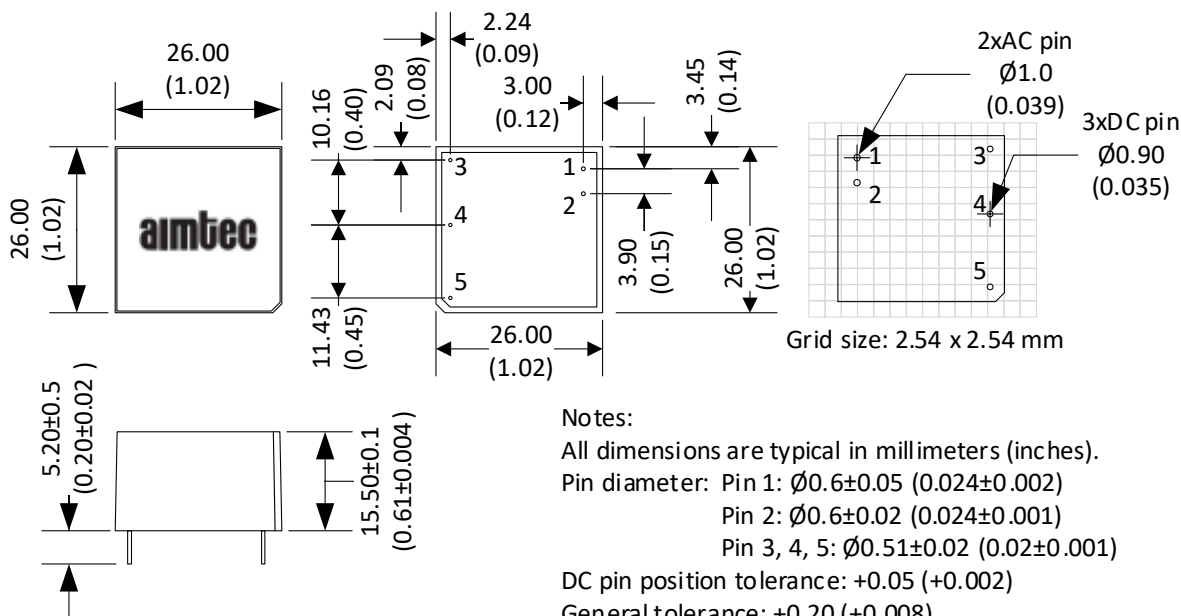 26.00
(1.02)
26.00
(1.02)
aimtec
2.24
(0.09)
2.09
(0.08)
10.16
(0.40)
3.00
(0.12)
3.45
(0.14)
3
4
5
1
2
11.43
(0.45)
3.90
(0.15)
26.00
(1.02)
26.00
(1.02)
2xAC pin
Ø1.0
(0.039)
3xDC pin
Ø0.90
(0.035)
1
2
3
4
5
Grid size: 2.54 x 2.54 mm
5.20±0.5
(0.20±0.02 )
15.50±0.1
(0.61±0.004 )
Notes:
All dimensions are typical in millimeters (inches).
Pin diameter: Pin 1: Ø0.6±0.05 (0.024±0.002)
Pin 2: Ø0.6±0.02 (0.024±0.001)
Pin 3, 4, 5: Ø0.51±0.02 (0.02±0.001)
DC pin position tolerance: +0.05 (+0.002)
General tolerance: +0.20 (+0.008)